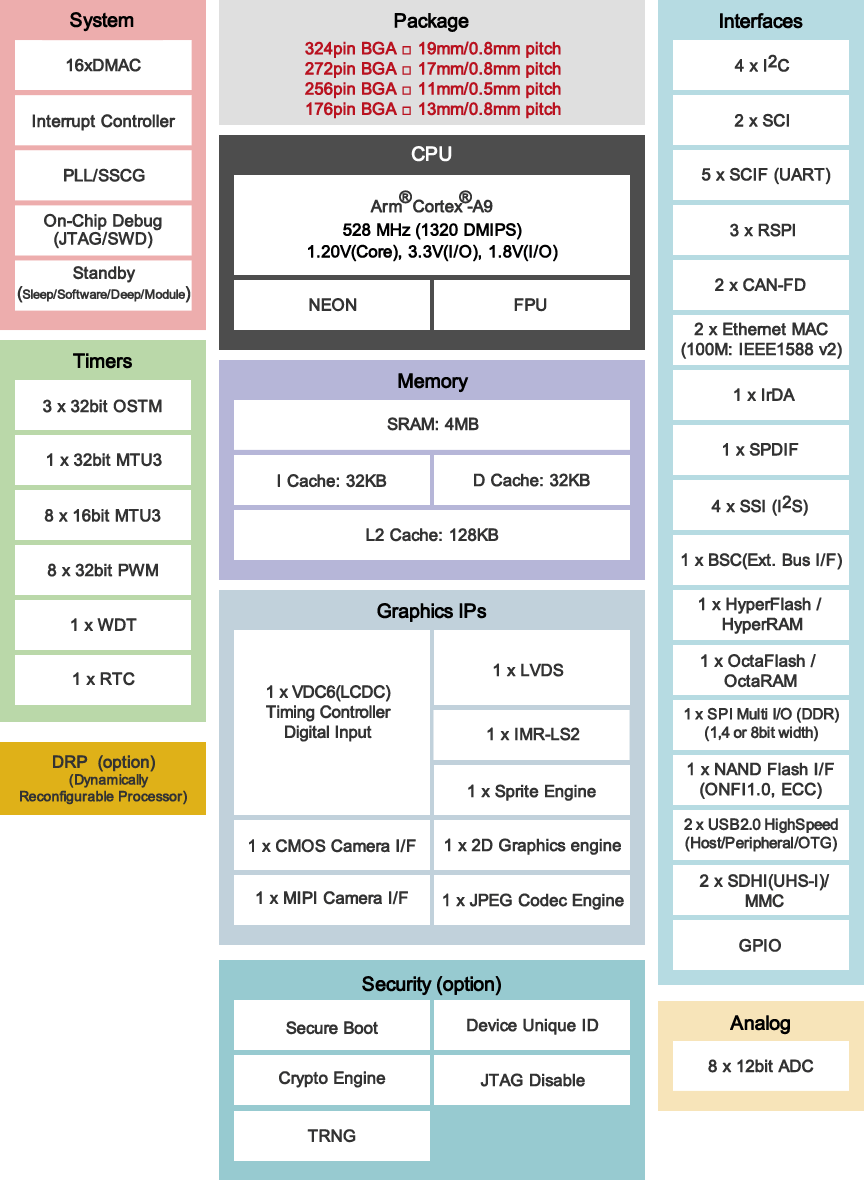 System
16xDMAC
Interrupt Controller
PLL/SSCG
On-Chip Debug
(JTAG/SWD)
Standby
(Sleep/Software/Deep/Module)
Timers
3 x 32bit OSTM
1 x 32bit MTU3
8 x 16bit MTU3
8 x 32bit PWM
1 x WDT
1 x RTC
DRP (option)
(Dynamically
Reconfigurable Processor)
Package
324pin BGA □ 19mm/0.8mm pitch
272pin BGA □ 17mm/0.8mm pitch
256pin BGA □ 11mm/0.5mm pitch
176pin BGA □ 13mm/0.8mm pitch
CPU
Arm® Cortex®-A9
528 MHz (1320 DMIPS)
1.20V(Core), 3.3V(I/O), 1.8V(I/O)
NEON
FPU
Memory
SRAM: 4MB
I Cache: 32KB
D Cache: 32KB
L2 Cache: 128KB
Graphics IPs
1 x VDC6(LCDC)
Timing Controller
Digital Input
1 x LVDS
1 x IMR-LS2
1 x Sprite Engine
1 x CMOS Camera I/F
1 x 2D Graphics engine
1 x MIPI Camera I/F
1 x JPEG Codec Engine
Security (option)
Secure Boot
Device Unique ID
Crypto Engine
JTAG Disable
TRNG
Interfaces
4 x I²C
2 x SCI
5 x SCIF (UART)
3 x RSPI
2 x CAN-FD
2 x Ethernet MAC
(100M: IEEE1588 v2)
1 x IrDA
1 x SPDIF
4 x SSI (I²S)
1 x BSC(Ext. Bus I/F)
1 x HyperFlash /
HyperRAM
1 x OctaFlash /
OctaRAM
1 x SPI Multi I/O (DDR)
(1,4 or 8bit width)
1 x NAND Flash I/F
(ONFI1.0, ECC)
2 x USB2.0 HighSpeed
(Host/Peripheral/OTG)
2 x SDHI(UHS-I)/
MMC
GPIO
Analog
8 x 12bit ADC